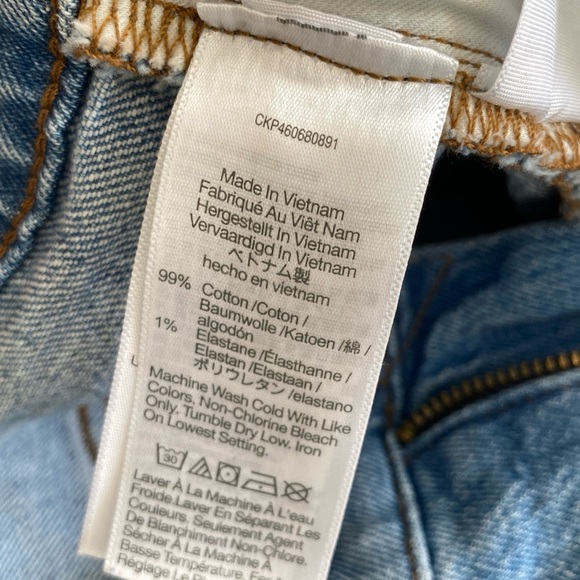 CKP460680891
Made In Vietnam
Fabriqué Au Viêt Nam
Hergestellt In Vietnam
Vervaardigd In Vietnam
ベトナム製
hecho en vietnam
99% Cotton /Coton /
Baumwolle /Katoen /綿 /
algodón
1% Elastane /Élasthanne /
Elastan /Elastaan /
ポリウレタン /elastano
Machine Wash Cold With Like
Colors. Non-Chlorine Bleach
Only. Tumble Dry Low. Iron
On Lowest Setting.
30
Laver À La Machine À L'eau
Froide.Laver En Séparant Les
Couleurs. Seulement Agent
De Blanchiment Non-Chloré.
Sécher À La Machine À
Basse Température.
Réglage Le